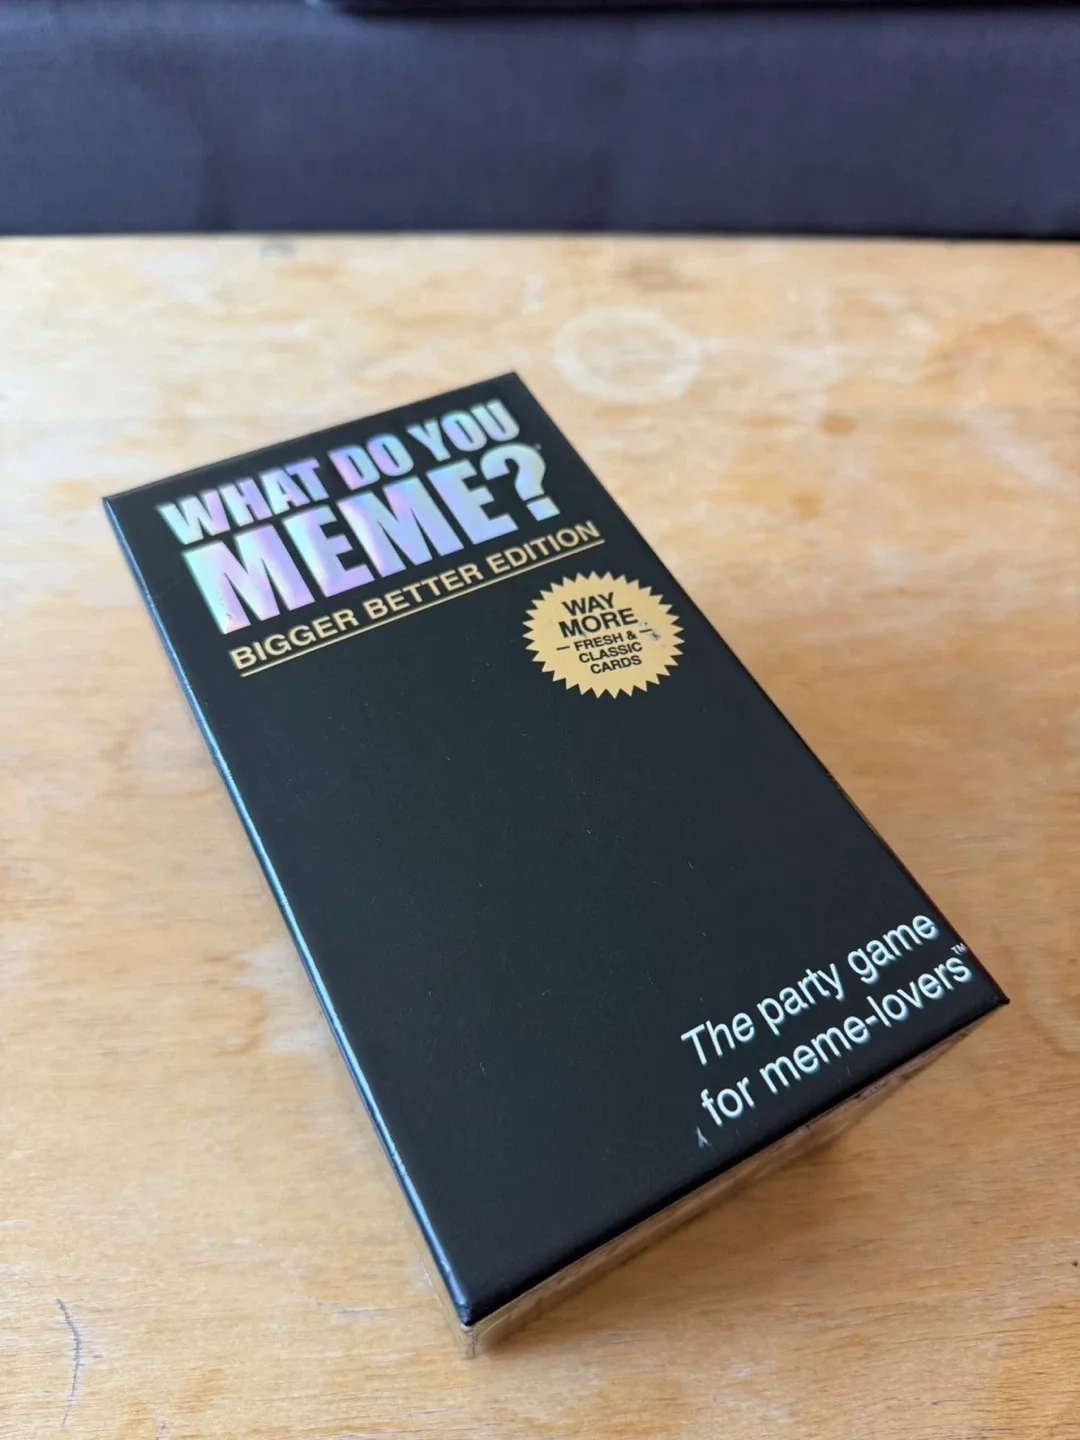 WHAT DO YOU
MEME?
BIGGER BETTER EDITION
WAY
MORE
FRESH &
CLASSIC
CARDS
The party game
for meme-lovers™